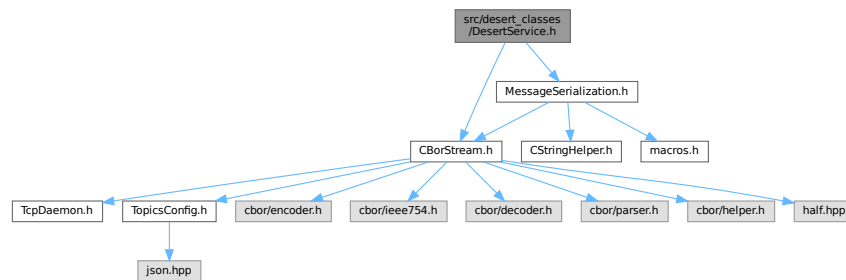 src/desert_classes
/DesertService.h
MessageSerialization.h
CBorStream.h
CStringHelper.h
macros.h
TcpDaemon.h
TopicsConfig.h
cbor/encoder.h
cbor/ieee754.h
cbor/decoder.h
cbor/parser.h
cbor/helper.h
half.hpp
json.hpp